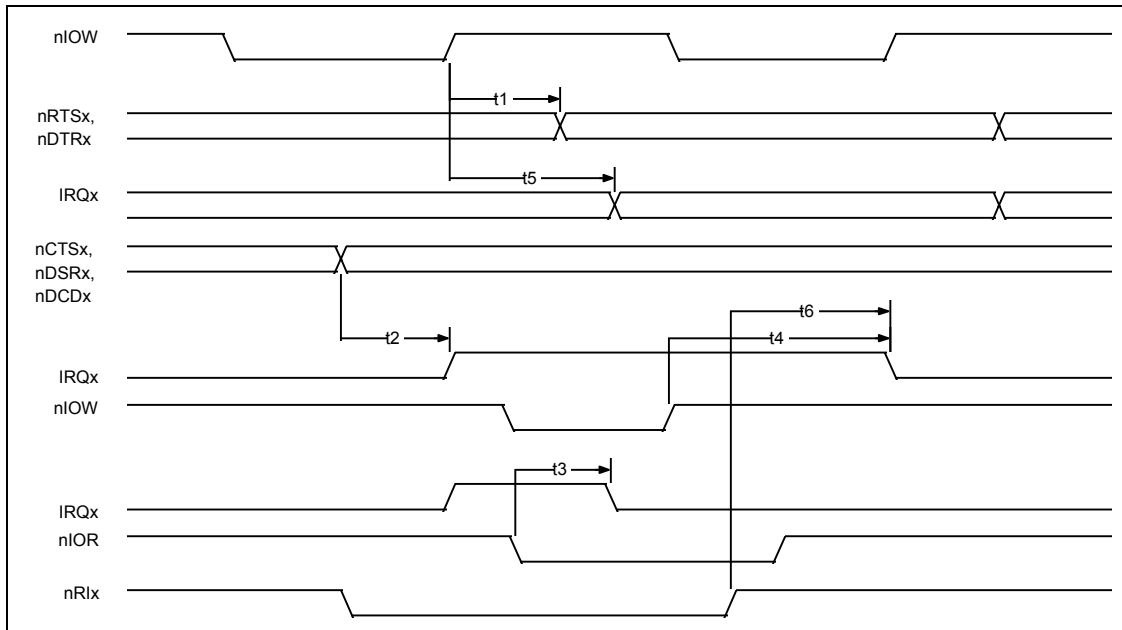 nIOW
t1
nRTSx,
nDTRx
t5
IRQx
nCTSx,
nDSRx,
nDCDx
t6
t2
t4
IRQx
nIOW
t3
IRQx
nIOR
nRIx